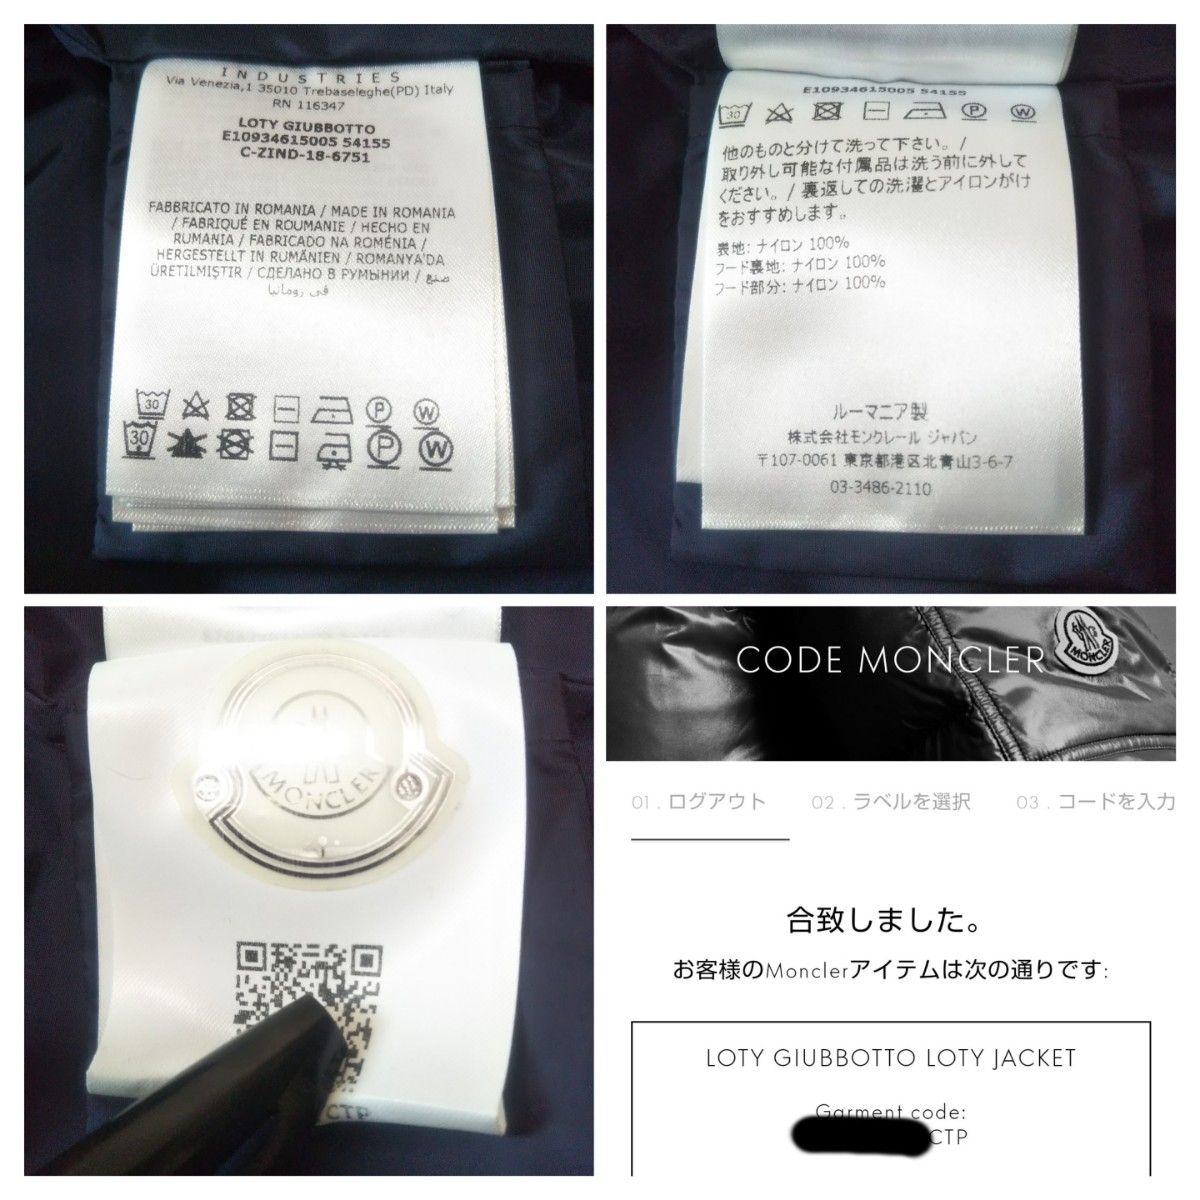 INDUSTRIES
Via Venezia,1 35010 Trebaseleghe(PD) Italy
RN 116347
LOTY GIUBBOTTO
E10934615005 54155
C-ZIND-18-6751
FABBRICATO IN ROMANIA / MADE IN ROMANIA
/ FABRIQUÉ EN ROUMANIE / HECHO EN
RUMANIA / FABRICADO NA ROMÉNIA /
HERGESTELLT IN RUMÄNIEN / ROMANYA'DA
ÜRETILMIŞTIR / СДЕЛАНО В РУМЫНИИ / صنع
في رومانيا
30 P W
30 P W
E10934615005 54155
30 P W
他のものと分けて洗って下さい。/
取り外し可能な付属品は洗う前に外して
ください。/ 裏返しての洗濯とアイロンがけ
をおすすめします。
表地: ナイロン 100%
フード裏地: ナイロン 100%
フード部分: ナイロン 100%
ルーマニア製
株式会社モンクレール ジャパン
〒107-0061 東京都港区北青山3-6-7
03-3486-2110
MONCLER
CTP
CODE MONCLER
MONCLER
01 . ログアウト 02 . ラベルを選択 03 . コードを入力
合致しました。
お客様のMonclerアイテムは次の通りです:
LOTY GIUBBOTTO LOTY JACKET
Garment code:
CTP